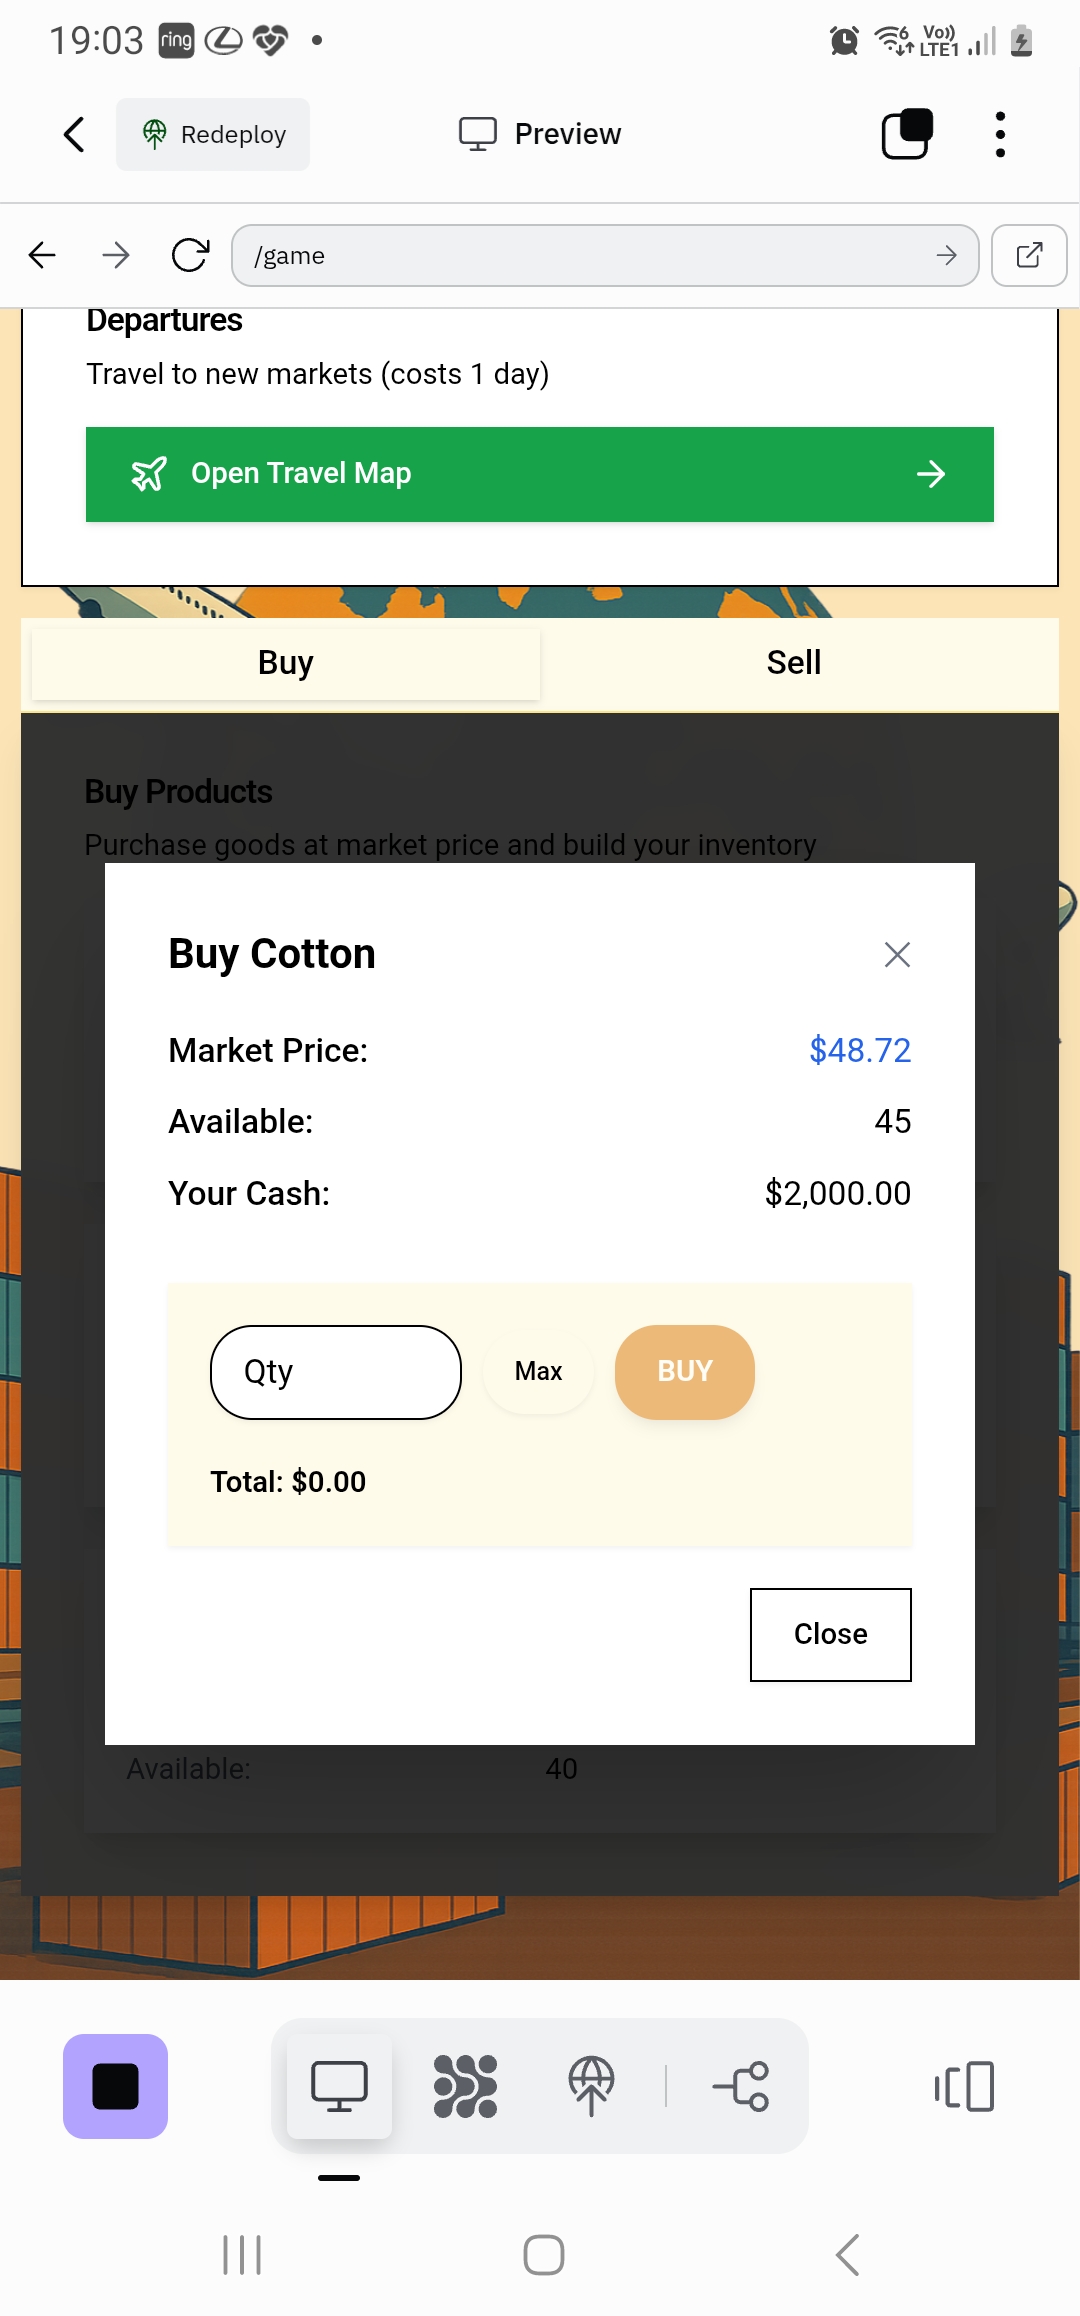 19:03 ring Vo)) LTE1 6
Redeploy Preview
/game
Departures
Travel to new markets (costs 1 day)
Open Travel Map
Buy Sell
Buy Products
Purchase goods at market price and build your inventory
Buy Cotton
Market Price: $48.72
Available: 45
Your Cash: $2,000.00
Qty Max BUY
Total: $0.00
Close
Available: 40